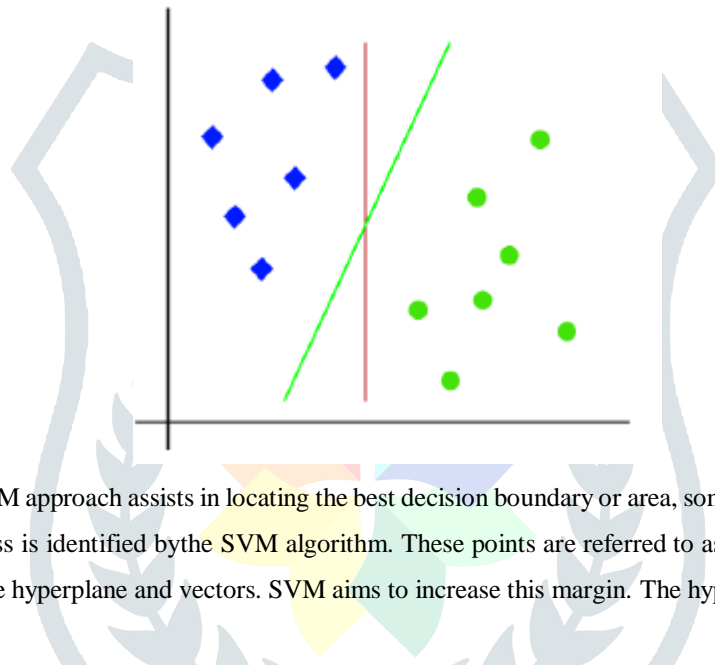 M approach assists in locating the best decision boundary or area, som
ss is identified bythe SVM algorithm. These points are referred to as
e hyperplane and vectors. SVM aims to increase this margin. The hyp